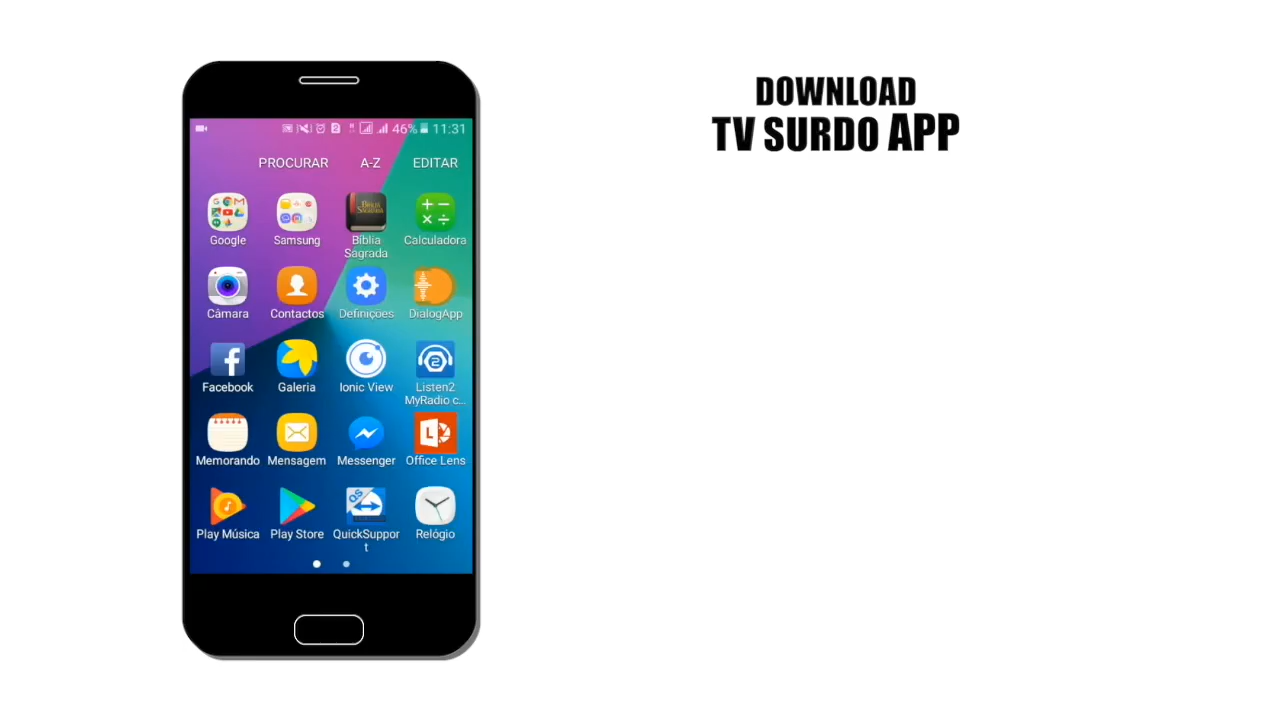 DOWNLOAD
TV SURDO APP
46% 11:31
PROCURAR A-Z EDITAR
Google Samsung Bíblia Sagrada Calculadora
Câmara Contactos Definições DialogApp
Facebook Galeria Ionic View Listen2 MyRadio c...
Memorando Mensagem Messenger Office Lens
Play Música Play Store QuickSupport Relógio